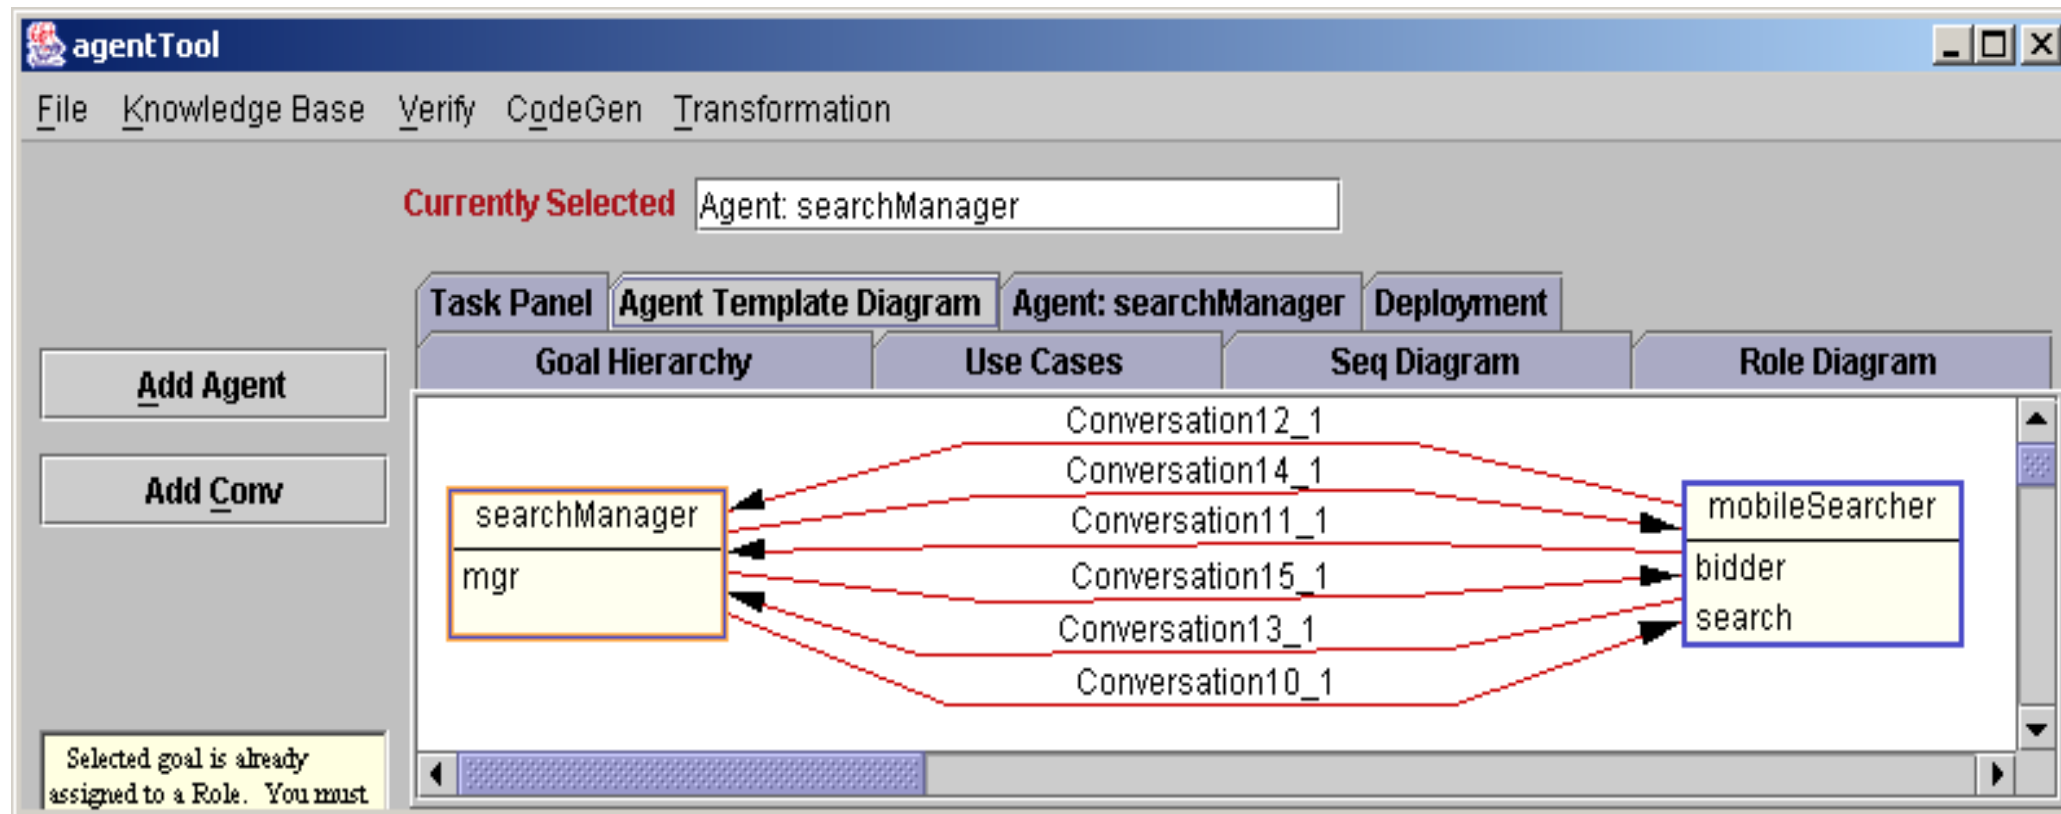 agentTool
File Knowledge Base Verify CodeGen Transformation
Currently Selected Agent: searchManager
Task Panel Agent Template Diagram Agent: searchManager Deployment
Goal Hierarchy Use Cases Seq Diagram Role Diagram
Add Agent
Add Conv
Conversation12_1
Conversation14_1
searchManager
mobileSearcher
Conversation11_1
mgr
bidder
Conversation15_1
search
Conversation13_1
Conversation10_1
Selected goal is already
assigned to a Role. You must